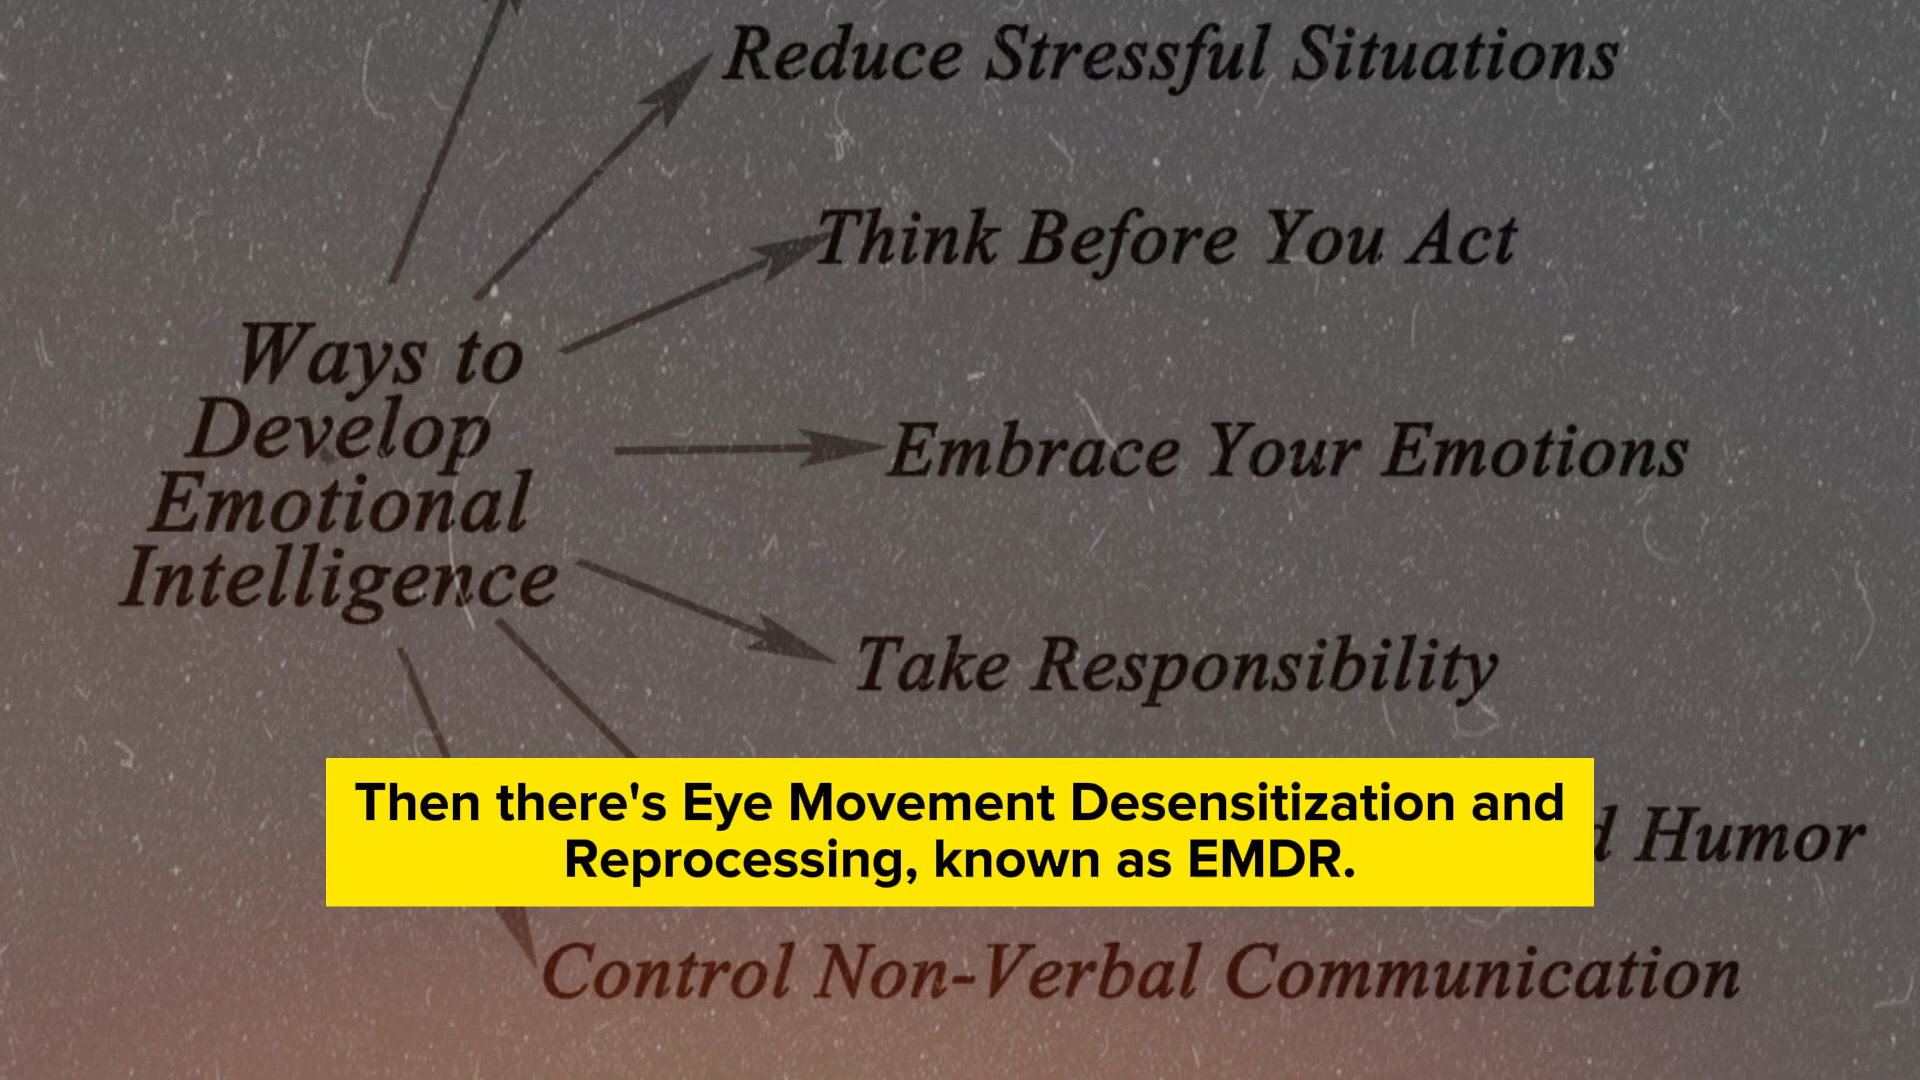 Reduce Stressful Situations
Think Before You Act
Ways to
Develop
Emotional
Intelligence
Embrace Your Emotions
Take Responsibility
Then there's Eye Movement Desensitization and
Reprocessing, known as EMDR.
Humor
Control Non-Verbal Communication